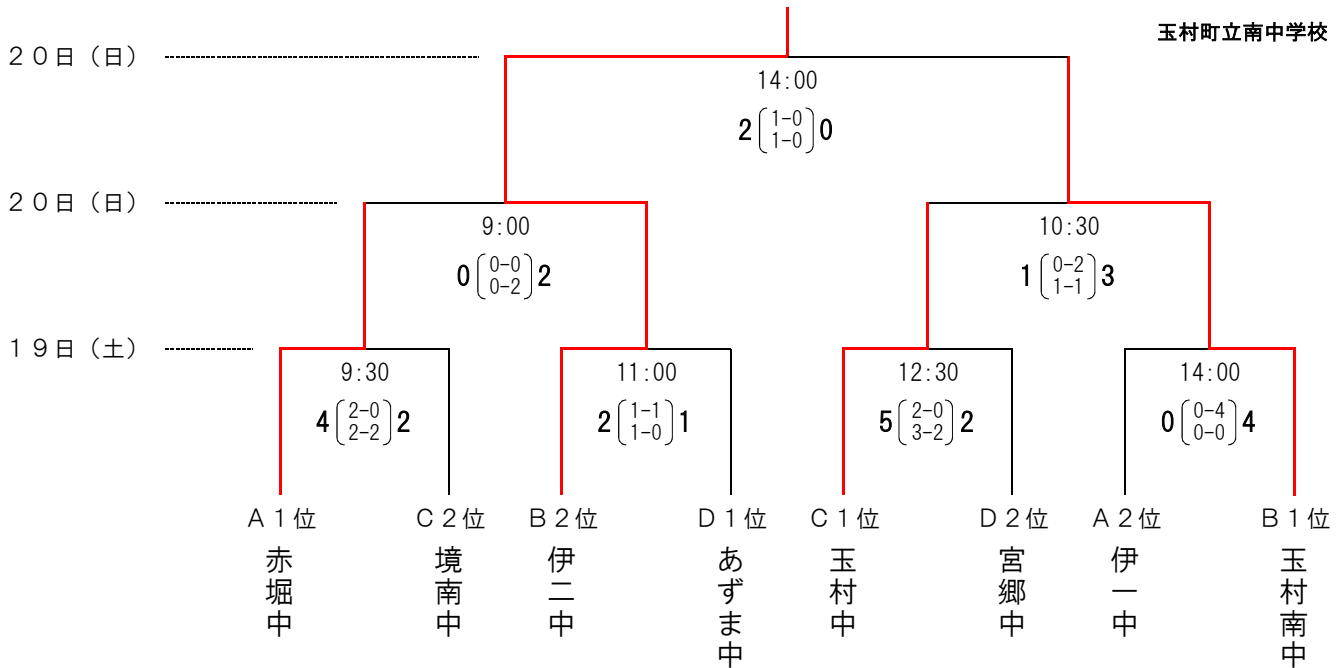 玉村町立南中学校
２０日（日）
14:00
2 1-0 0
1-0
２０日（日）
9:00
10:30
0 0-0 2
0-2
1 0-2 3
1-1
１９日（土）
9:30
11:00
12:30
14:00
4 2-0 2
2-2
2 1-1 1
1-0
5 2-0 2
3-2
0 0-4 4
0-0
Ａ１位
Ｃ２位
Ｂ２位
Ｄ１位
Ｃ１位
Ｄ２位
Ａ２位
Ｂ１位
赤堀中
境南中
伊二中
あずま中
玉村中
宮郷中
伊一中
玉村南中